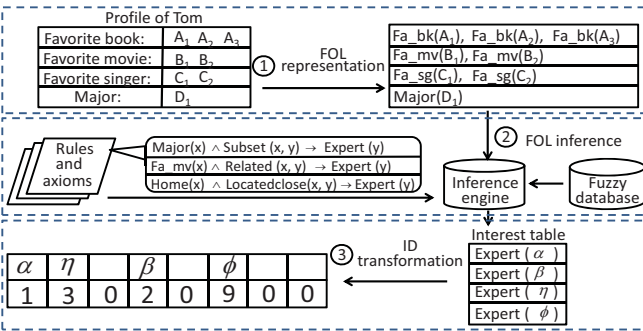 Profile of Tom
Favorite book: A1 A2 A3
Favorite movie: B1 B2
Favorite singer: C1 C2
Major: D1
1 FOL
representation
Fa_bk(A1), Fa_bk(A2), Fa_bk(A3)
Fa_mv(B1), Fa_mv(B2)
Fa_sg(C1), Fa_sg(C2)
Major(D1)
2 FOL inference
Rules
and
axioms
Major(x) ∧ Subset (x, y) → Expert (y)
Fa_mv(x) ∧ Related (x, y) → Expert (y)
Home(x) ∧ Locatedclose(x, y) → Expert (y)
Inference
engine
Fuzzy
database
Interest table
Expert ( α )
Expert ( β )
Expert ( η )
Expert ( ϕ )
3 ID
transformation
α η β ϕ
1 3 0 2 0 9 0 0